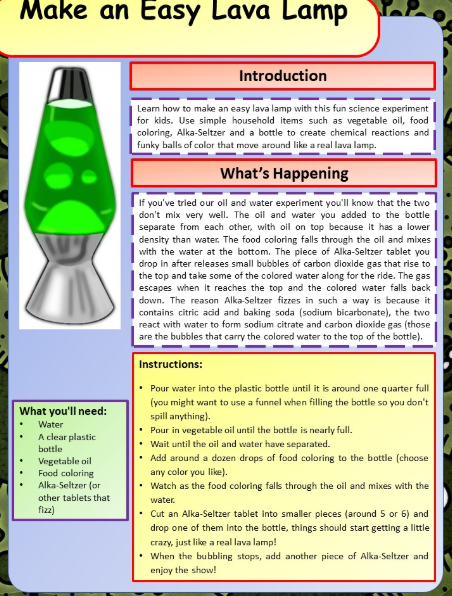 Make an Easy Lava Lamp
Introduction
Learn how to make an easy lava lamp with this fun science experiment
for kids. Use simple household items such as vegetable oil, food
coloring, Alka-Seltzer and a bottle to create chemical reactions and
funky balls of color that move around like a real lava lamp.
What's Happening
If you've tried our oil and water experiment you'll know that the two
don't mix very well. The oil and water you added to the bottle
separate from each other, with oil on top because it has a lower
density than water. The food coloring falls through the oil and mixes
with the water at the bottom. The piece of Alka-Seltzer tablet you
drop in after releases small bubbles of carbon dioxide gas that rise to
the top and take some of the colored water along for the ride. The gas
escapes when it reaches the top and the colored water falls back
down. The reason Alka-Seltzer fizzes in such a way is because it
contains citric acid and baking soda (sodium bicarbonate), the two
react with water to form sodium citrate and carbon dioxide gas (those
are the bubbles that carry the colored water to the top of the bottle).
What you'll need:
• Water
• A clear plastic
bottle
• Vegetable oil
• Food coloring
• Alka-Seltzer (or
other tablets that
fizz)
Instructions:
• Pour water into the plastic bottle until it is around one quarter full
(you might want to use a funnel when filling the bottle so you don't
spill anything).
• Pour in vegetable oil until the bottle is nearly full.
• Wait until the oil and water have separated.
• Add around a dozen drops of food coloring to the bottle (choose
any color you like).
• Watch as the food coloring falls through the oil and mixes with the
water.
• Cut an Alka-Seltzer tablet into smaller pieces (around 5 or 6) and
drop one of them into the bottle, things should start getting a little
crazy, just like a real lava lamp!
• When the bubbling stops, add another piece of Alka-Seltzer and
enjoy the show!